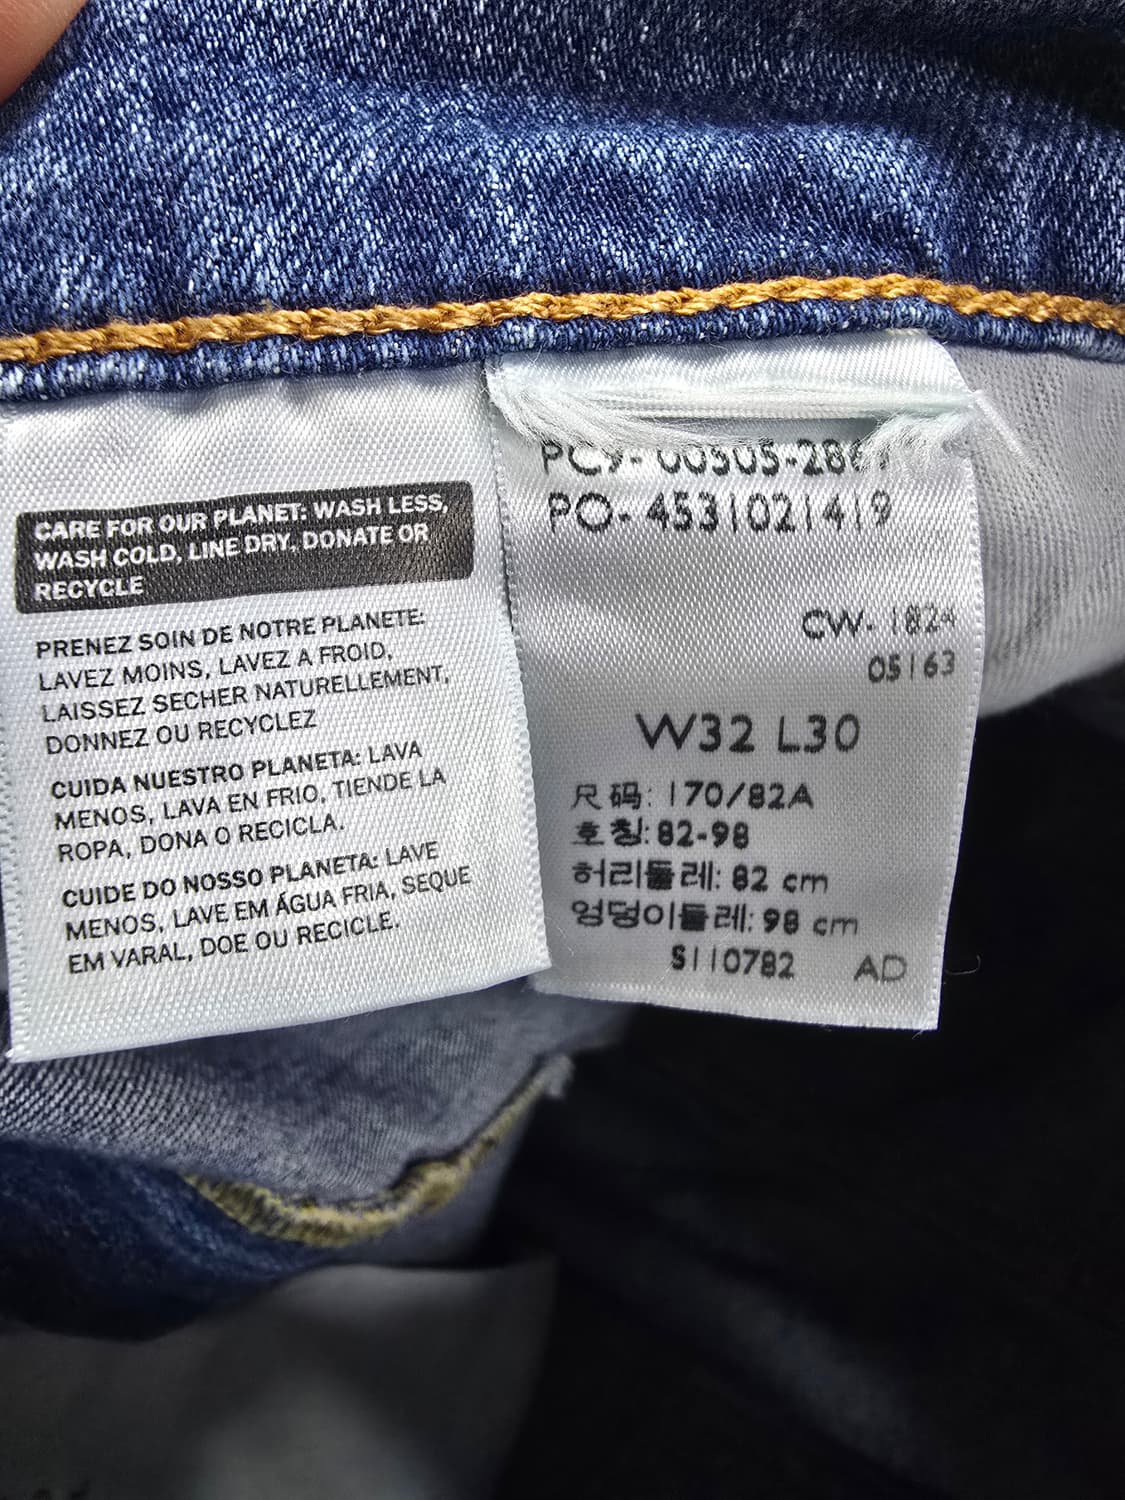 CARE FOR OUR PLANET: WASH LESS,
WASH COLD, LINE DRY, DONATE OR
RECYCLE
PRENEZ SOIN DE NOTRE PLANETE:
LAVEZ MOINS, LAVEZ A FROID,
LAISSEZ SECHER NATURELLEMENT,
DONNEZ OU RECYCLEZ
CUIDA NUESTRO PLANETA: LAVA
MENOS, LAVA EN FRIO, TIENDE LA
ROPA, DONA O RECICLA.
CUIDE DO NOSSO PLANETA: LAVE
MENOS, LAVE EM ÁGUA FRIA, SEQUE
EM VARAL, DOE OU RECICLE.
PO- 4531021419
CW- 1824
05163
W32 L30
尺码: 170/82A
호칭: 82-98
허리둘레: 82 cm
엉덩이둘레: 98 cm
S110782 AD